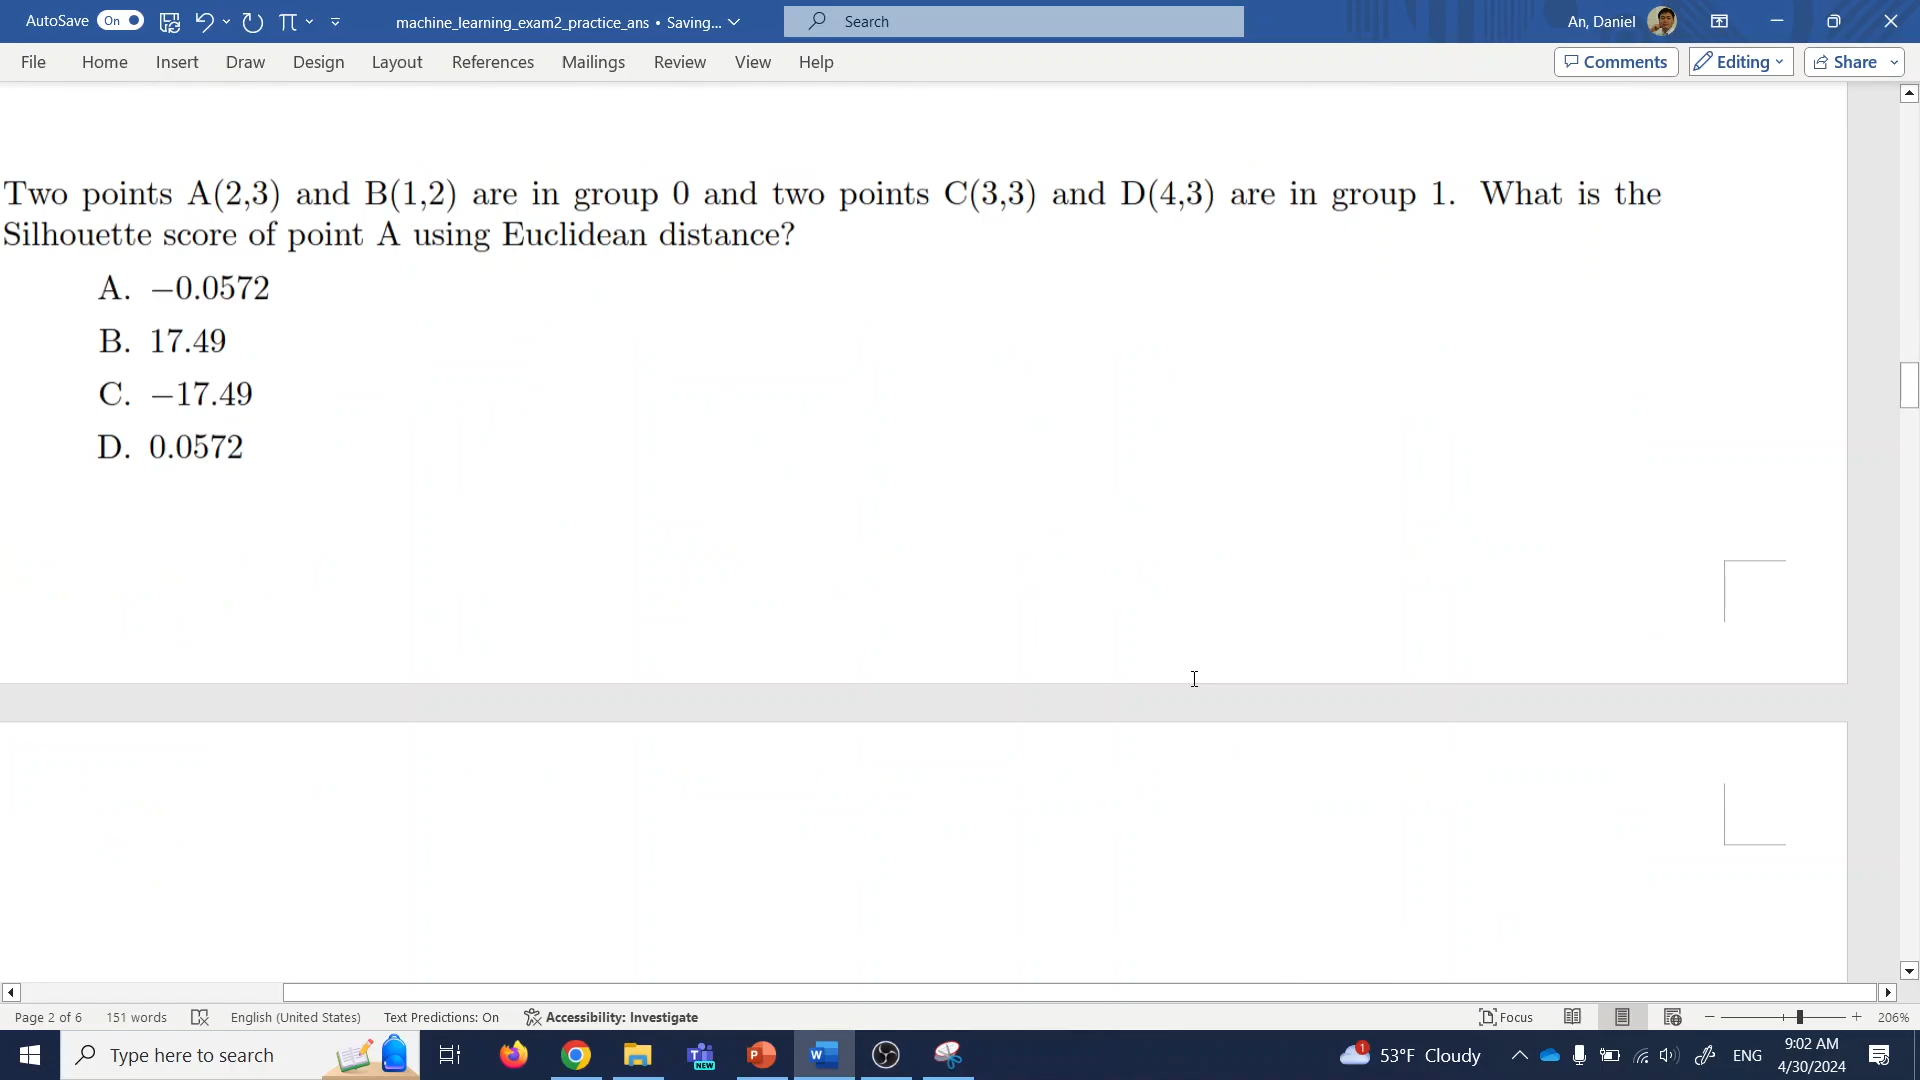 AutoSave On machine_learning_exam2_practice_ans • Saving... Search An, Daniel
File Home Insert Draw Design Layout References Mailings Review View Help Comments Editing Share
Two points A(2,3) and B(1,2) are in group 0 and two points C(3,3) and D(4,3) are in group 1. What is the
Silhouette score of point A using Euclidean distance?
A. −0.0572
B. 17.49
C. −17.49
D. 0.0572
Page 2 of 6 151 words English (United States) Text Predictions: On Accessibility: Investigate Focus 206%
Type here to search NEW 1 53°F Cloudy ENG 9:02 AM
4/30/2024